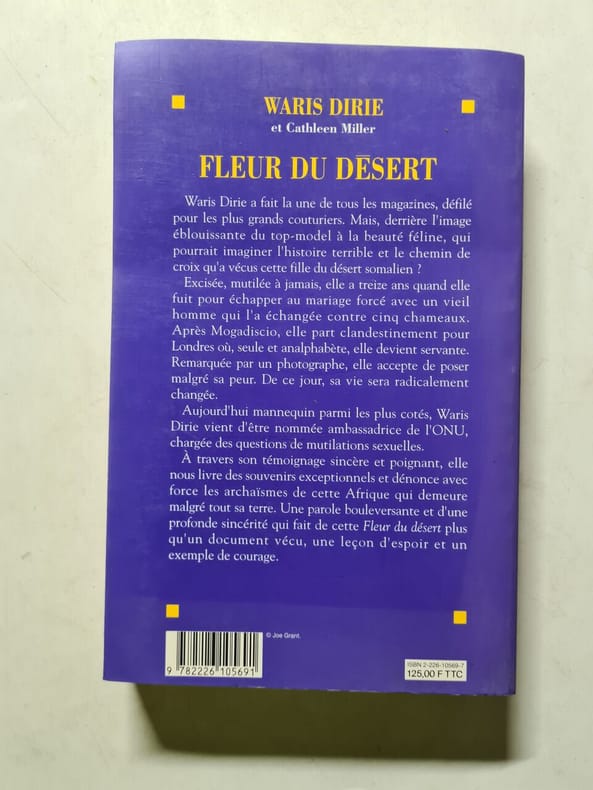 WARIS DIRIE
et Cathleen Miller
FLEUR DU DÉSERT
Waris Dirie a fait la une de tous les magazines, défilé
pour les plus grands couturiers. Mais, derrière l'image
éblouissante du top-model à la beauté féline, qui
pourrait imaginer l'histoire terrible et le chemin de
croix qu'a vécus cette fille du désert somalien ?
Excisée, mutilée à jamais, elle a treize ans quand elle
fuit pour échapper au mariage forcé avec un vieil
homme qui l'a échangée contre cinq chameaux.
Après Mogadiscio, elle part clandestinement pour
Londres où, seule et analphabète, elle devient servante.
Remarquée par un photographe, elle accepte de poser
malgré sa peur. De ce jour, sa vie sera radicalement
changée.
Aujourd'hui mannequin parmi les plus cotés, Waris
Dirie vient d'être nommée ambassadrice de l'ONU,
chargée des questions de mutilations sexuelles.
À travers son témoignage sincère et poignant, elle
nous livre des souvenirs exceptionnels et dénonce avec
force les archaïsmes de cette Afrique qui demeure
malgré tout sa terre. Une parole bouleversante et d'une
profonde sincérité qui fait de cette Fleur du désert plus
qu'un document vécu, une leçon d'espoir et un
exemple de courage.
© Joe Grant.
9 782226 105691
ISBN 2-226-10569-7
125,00 F TTC